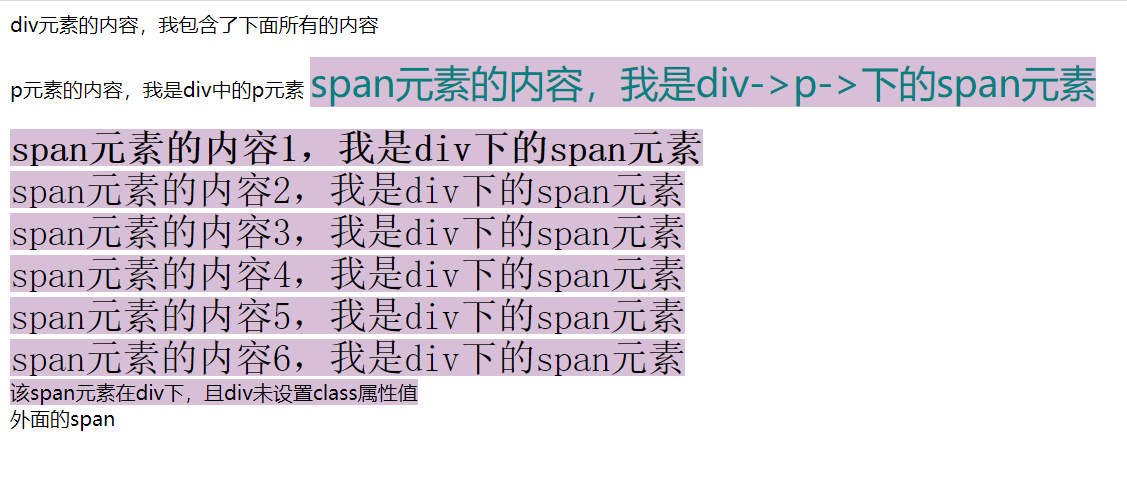 div元素的内容，我包含了下面所有的内容
p元素的内容，我是div中的p元素 span元素的内容，我是div->p->下的span元素
span元素的内容1，我是div下的span元素
span元素的内容2，我是div下的span元素
span元素的内容3，我是div下的span元素
span元素的内容4，我是div下的span元素
span元素的内容5，我是div下的span元素
span元素的内容6，我是div下的span元素
该span元素在div下，且div未设置class属性值
外面的span